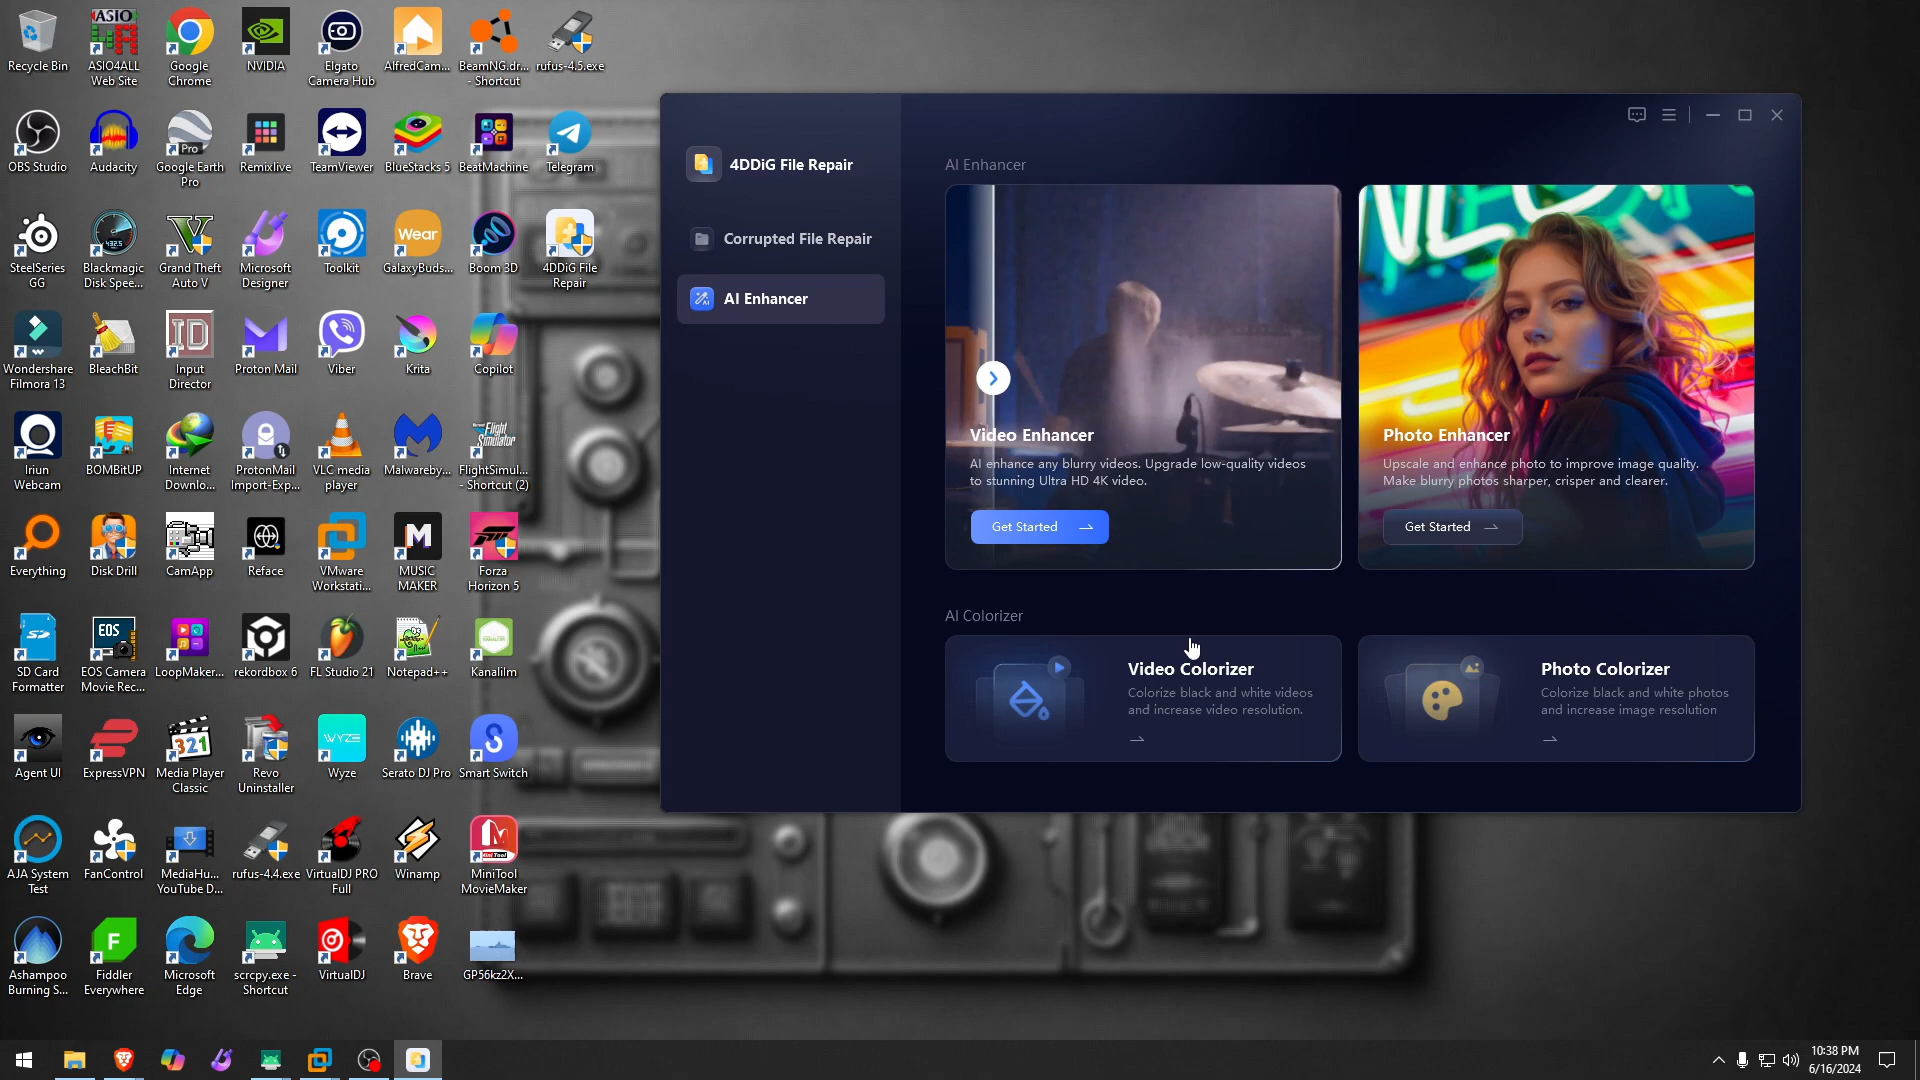 Recycle Bin
ASIO4ALL
Web Site
Google
Chrome
NVIDIA
Elgato
Camera Hub
AlfredCam...
BeamNG.dr...
- Shortcut
rufus-4.5.exe
OBS Studio
Audacity
Google Earth
Pro
Remixlive
TeamViewer
BlueStacks 5
BeatMachine
Telegram
SteelSeries
GG
Blackmagic
Disk Spee...
Grand Theft
Auto V
Microsoft
Designer
Toolkit
Wear
GalaxyBuds...
Boom 3D
4DDiG File
Repair
Wondershare
Filmora 13
BleachBit
Input
Director
Proton Mail
Viber
Krita
Copilot
Iriun
Webcam
BOMBitUP
Internet
Downlo...
ProtonMail
Import-Exp...
VLC media
player
Malwareby...
FlightSimul...
- Shortcut (2)
Everything
Disk Drill
CamApp
Reface
VMware
Workstati...
MUSIC
MAKER
Forza
Horizon 5
SD Card
Formatter
EOS Camera
Movie Rec...
LoopMaker...
rekordbox 6
FL Studio 21
Notepad++
Kanalilm
Agent UI
ExpressVPN
Media Player
Classic
Revo
Uninstaller
WYZE
Wyze
Serato DJ Pro
Smart Switch
AJA System
Test
FanControl
MediaHu...
YouTube D...
rufus-4.4.exe
VirtualDJ PRO
Full
Winamp
MiniTool
MovieMaker
Ashampoo
Burning S...
Fiddler
Everywhere
Microsoft
Edge
scrcpy.exe -
Shortcut
VirtualDJ
Brave
GP56kz2X...
4DDiG File Repair
Corrupted File Repair
AI Enhancer
AI Enhancer
Video Enhancer
AI enhance any blurry videos. Upgrade low-quality videos
to stunning Ultra HD 4K video.
Get Started
Photo Enhancer
Upscale and enhance photo to improve image quality.
Make blurry photos sharper, crisper and clearer.
Get Started
AI Colorizer
Video Colorizer
Colorize black and white videos
and increase video resolution.
Photo Colorizer
Colorize black and white photos
and increase image resolution
10:38 PM
6/16/2024